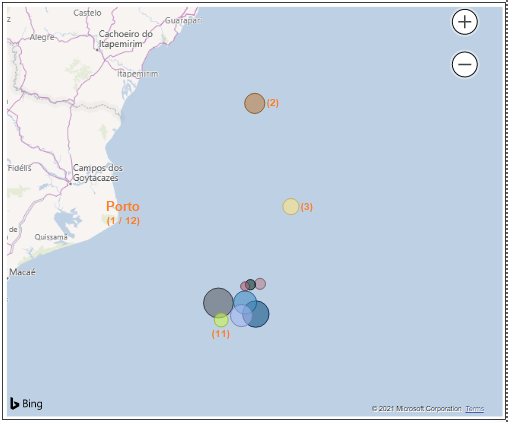 Castelo
Guarapari
Alegre
Cachoeiro do
Itapemirim
Itapemirim
(2)
Fidélis
Campos dos
Goytacazes
Porto
(1 / 12)
(3)
de
Quissamã
Macaé
(11)
Bing
© 2021 Microsoft Corporation Terms